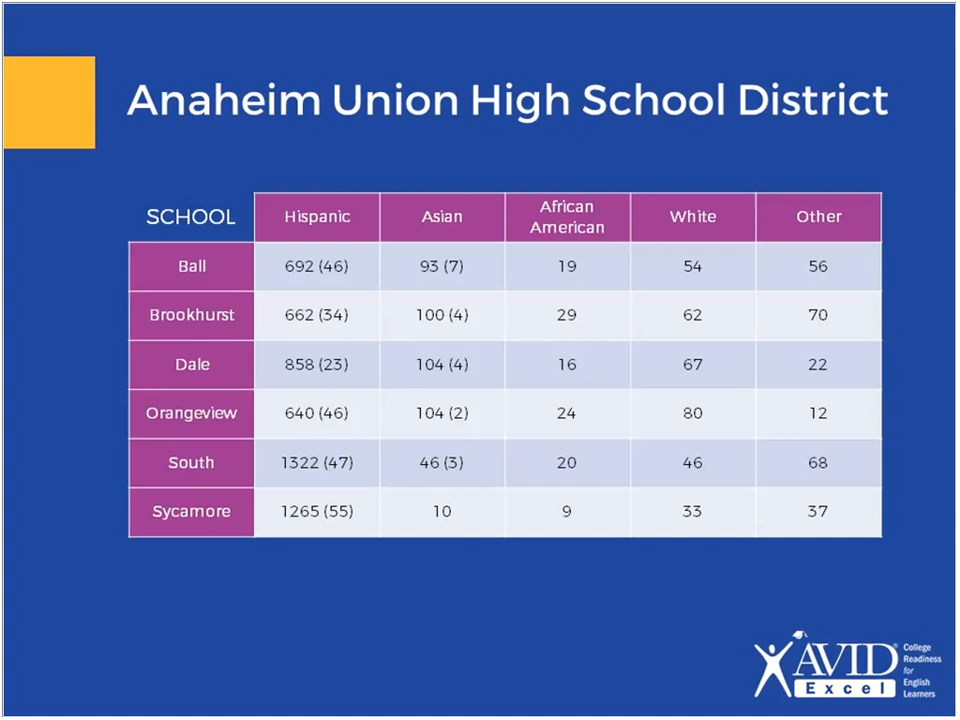 Anaheim Union High School District
SCHOOL Hispanic Asian African American White Other
Ball 692 (46) 93 (7) 19 54 56
Brookhurst 662 (34) 100 (4) 29 62 70
Dale 858 (23) 104 (4) 16 67 22
Orangeview 640 (46) 104 (2) 24 80 12
South 1322 (47) 46 (3) 20 46 68
Sycamore 1265 (55) 10 9 33 37
AVID®
Excel
College
Readiness
for
English
Learners